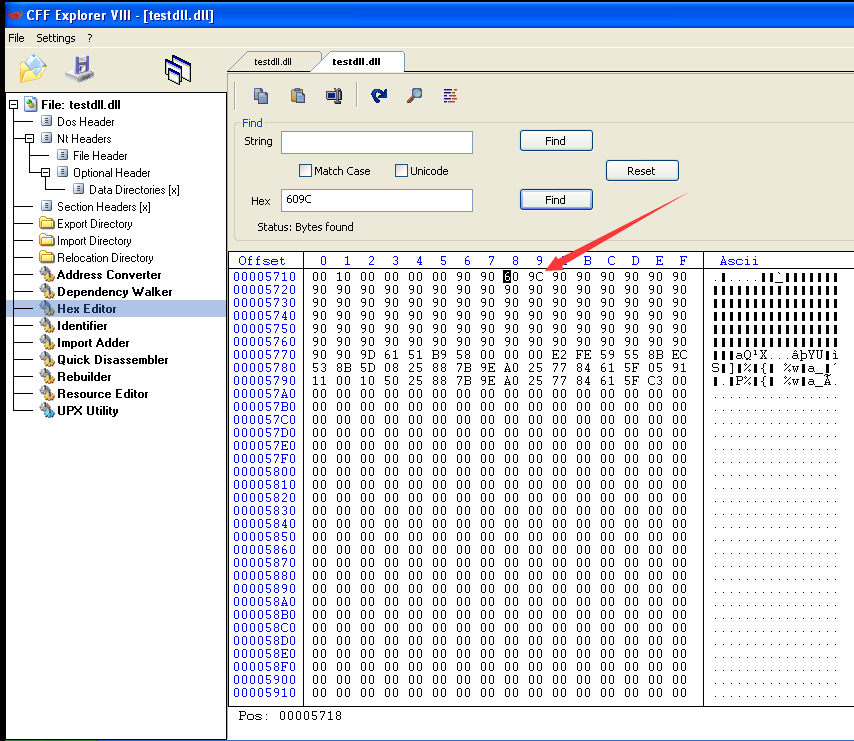 CFF Explorer VIII - [testdll.dll]
File Settings ?
testdll.dll testdll.dll
File: testdll.dll
Dos Header
Nt Headers
File Header
Optional Header
Data Directories [x]
Section Headers [x]
Export Directory
Import Directory
Relocation Directory
Address Converter
Dependency Walker
Hex Editor
Identifier
Import Adder
Quick Disassembler
Rebuilder
Resource Editor
UPX Utility
Find
String
Find
Match Case Unicode
Reset
Hex 609C Find
Status: Bytes found
Offset 0 1 2 3 4 5 6 7 8 9 B C D E F Ascii
00005710 00 10 00 00 00 00 90 90 60 9C 90 90 90 90 90 90
00005720 90 90 90 90 90 90 90 90 90 90 90 90 90 90 90 90
00005730 90 90 90 90 90 90 90 90 90 90 90 90 90 90 90 90
00005740 90 90 90 90 90 90 90 90 90 90 90 90 90 90 90 90
00005750 90 90 90 90 90 90 90 90 90 90 90 90 90 90 90 90
00005760 90 90 90 90 90 90 90 90 90 90 90 90 90 90 90 90
00005770 90 90 9D 61 51 B9 58 00 00 00 E2 FE 59 55 8B EC
00005780 53 8B 5D 08 25 88 7B 9E A0 25 77 84 61 5F 05 91
00005790 11 00 10 50 25 88 7B 9E A0 25 77 84 61 5F C3 00
000057A0 00 00 00 00 00 00 00 00 00 00 00 00 00 00 00 00
000057B0 00 00 00 00 00 00 00 00 00 00 00 00 00 00 00 00
000057C0 00 00 00 00 00 00 00 00 00 00 00 00 00 00 00 00
000057D0 00 00 00 00 00 00 00 00 00 00 00 00 00 00 00 00
000057E0 00 00 00 00 00 00 00 00 00 00 00 00 00 00 00 00
000057F0 00 00 00 00 00 00 00 00 00 00 00 00 00 00 00 00
00005800 00 00 00 00 00 00 00 00 00 00 00 00 00 00 00 00
00005810 00 00 00 00 00 00 00 00 00 00 00 00 00 00 00 00
00005820 00 00 00 00 00 00 00 00 00 00 00 00 00 00 00 00
00005830 00 00 00 00 00 00 00 00 00 00 00 00 00 00 00 00
00005840 00 00 00 00 00 00 00 00 00 00 00 00 00 00 00 00
00005850 00 00 00 00 00 00 00 00 00 00 00 00 00 00 00 00
00005860 00 00 00 00 00 00 00 00 00 00 00 00 00 00 00 00
00005870 00 00 00 00 00 00 00 00 00 00 00 00 00 00 00 00
00005880 00 00 00 00 00 00 00 00 00 00 00 00 00 00 00 00
00005890 00 00 00 00 00 00 00 00 00 00 00 00 00 00 00 00
000058A0 00 00 00 00 00 00 00 00 00 00 00 00 00 00 00 00
000058B0 00 00 00 00 00 00 00 00 00 00 00 00 00 00 00 00
000058C0 00 00 00 00 00 00 00 00 00 00 00 00 00 00 00 00
000058D0 00 00 00 00 00 00 00 00 00 00 00 00 00 00 00 00
000058E0 00 00 00 00 00 00 00 00 00 00 00 00 00 00 00 00
000058F0 00 00 00 00 00 00 00 00 00 00 00 00 00 00 00 00
00005900 00 00 00 00 00 00 00 00 00 00 00 00 00 00 00 00
00005910 00 00 00 00 00 00 00 00 00 00 00 00 00 00 00 00
Pos: 00005718